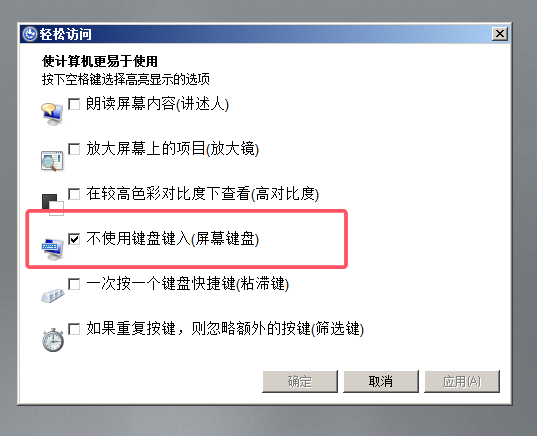 轻松访问
使计算机更易于使用
按下空格键选择高亮显示的选项
朗读屏幕内容(讲述人)
放大屏幕上的项目(放大镜)
在较高色彩对比度下查看(高对比度)
不使用键盘键入(屏幕键盘)
一次按一个键盘快捷键(粘滞键)
如果重复按键，则忽略额外的按键(筛选键)
确定
取消
应用(A)